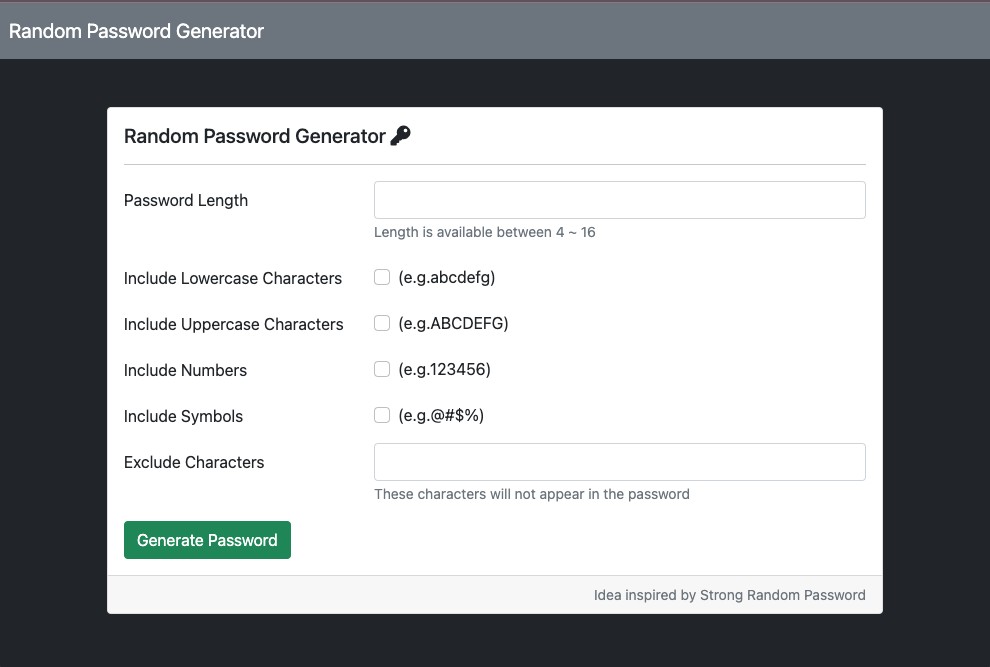 Random Password Generator
Random Password Generator
Password Length
Length is available between 4 ~ 16
Include Lowercase Characters (e.g.abcdefg)
Include Uppercase Characters (e.g.ABCDEFG)
Include Numbers (e.g.123456)
Include Symbols (e.g.@#$%)
Exclude Characters
These characters will not appear in the password
Generate Password
Idea inspired by Strong Random Password